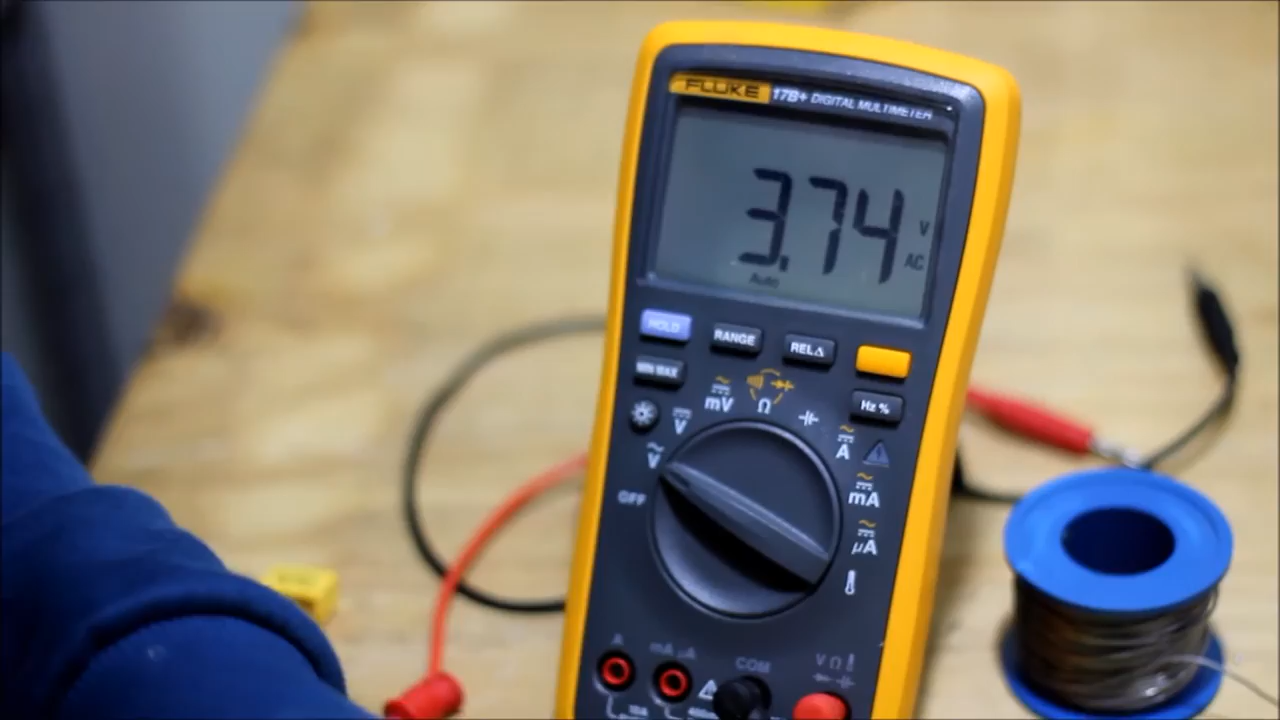 FLUKE 17B+ DIGITAL MULTIMETER
3.74 V AC
Auto
HOLD RANGE REL∆
MIN MAX Hz %
mV Ω
V A
V mA
OFF µA
A mA µA COM V Ω
10A